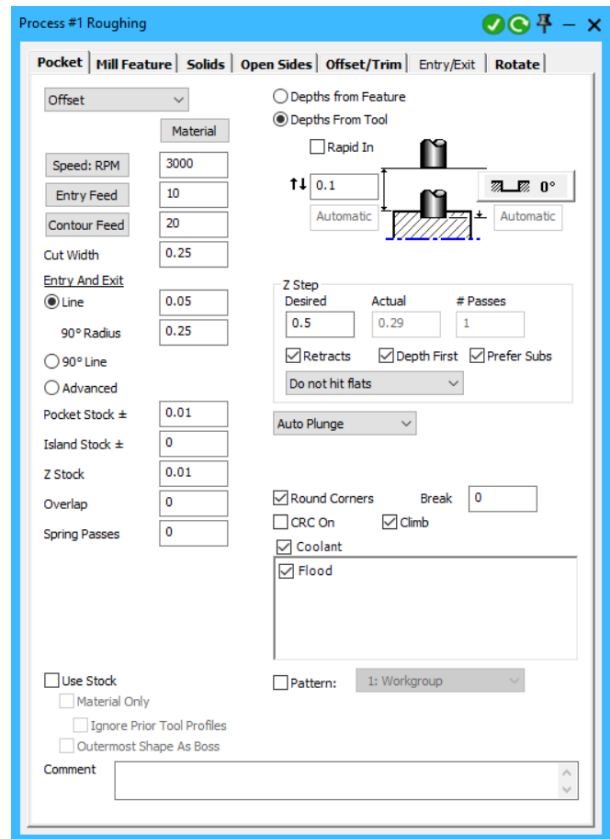 Process #1 Roughing
Pocket Mill Feature Solids Open Sides Offset/Trim Entry/Exit Rotate
Offset
Material
Speed: RPM 3000
Entry Feed 10
Contour Feed 20
Cut Width 0.25
Entry And Exit
Line 0.05
90° Radius 0.25
90° Line
Advanced
Pocket Stock ± 0.01
Island Stock ± 0
Z Stock 0.01
Overlap 0
Spring Passes 0
Depths from Feature
Depths From Tool
Rapid In
0.1
0°
Automatic Automatic
Z Step
Desired Actual # Passes
0.5 0.29 1
Retracts Depth First Prefer Subs
Do not hit flats
Auto Plunge
Round Corners Break 0
CRC On Climb
Coolant
Flood
Use Stock
Material Only
Ignore Prior Tool Profiles
Outermost Shape As Boss
Pattern: 1: Workgroup
Comment